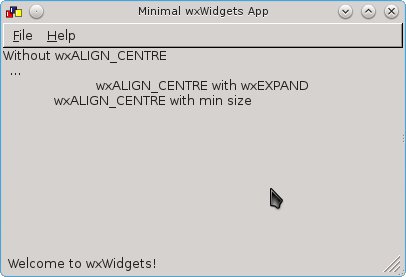 Minimal wxWidgets App
File Help
Without wxALIGN_CENTRE
...
wxALIGN_CENTRE with wxEXPAND
wxALIGN_CENTRE with min size
Welcome to wxWidgets!